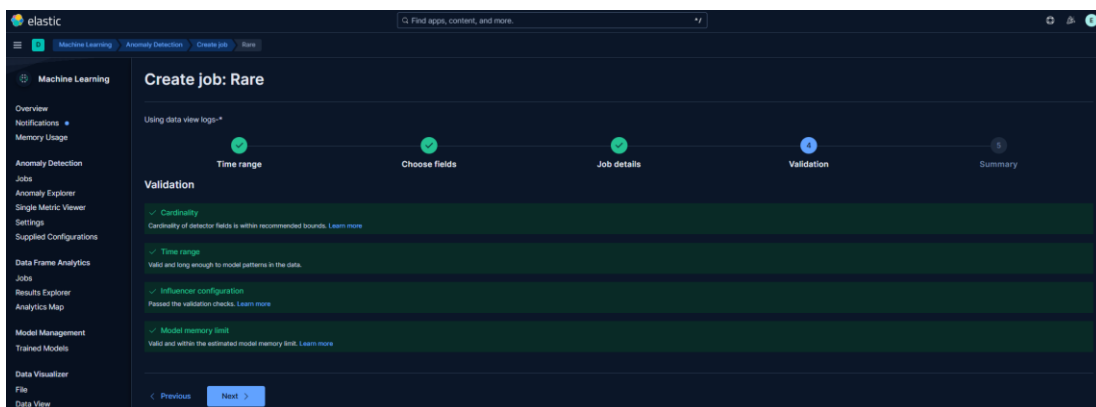 elastic
Find apps, content, and more.
*/
E
D
Machine Learning
Anomaly Detection
Create job
Rare
Machine Learning
Overview
Notifications
Memory Usage
Anomaly Detection
Jobs
Anomaly Explorer
Single Metric Viewer
Settings
Supplied Configurations
Data Frame Analytics
Jobs
Results Explorer
Analytics Map
Model Management
Trained Models
Data Visualizer
File
Data View
Create job: Rare
Using data view logs-*
Time range
Choose fields
Job details
4
Validation
5
Summary
Validation
Cardinality
Cardinality of detector fields is within recommended bounds. Learn more
Time range
Valid and long enough to model patterns in the data.
Influencer configuration
Passed the validation checks. Learn more
Model memory limit
Valid and within the estimated model memory limit. Learn more
Previous
Next